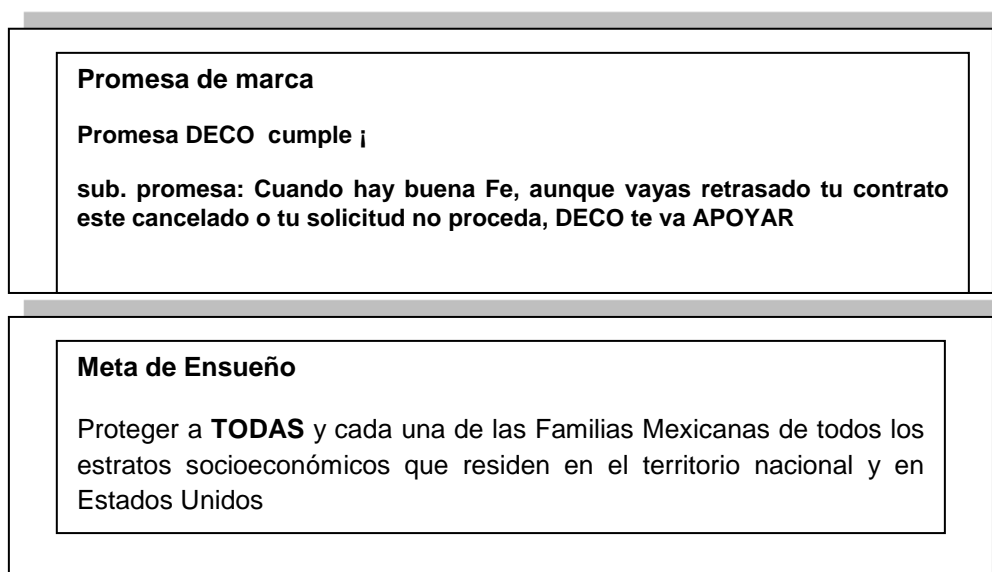 Promesa de marca
Promesa DECO  cumple ¡
sub. promesa: Cuando hay buena Fe, aunque vayas retrasado tu contrato
este cancelado o tu solicitud no proceda, DECO te va APOYAR
Meta de Ensueño
Proteger a TODAS y cada una de las Familias Mexicanas de todos los
estratos socioeconómicos que residen en el territorio nacional y en
Estados Unidos